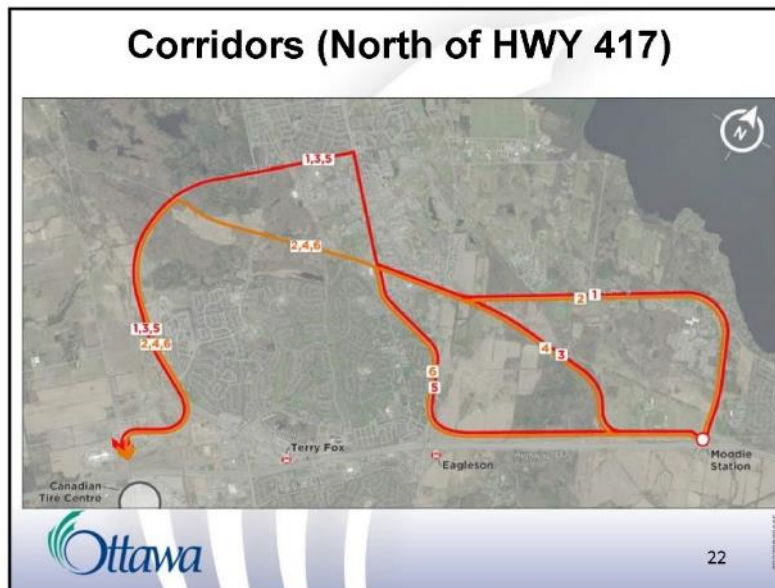 Corridors (North of HWY 417)
N
1,3,5
2,4,6
2 1
1,3,5
2,4,6
4 3
6
5
Terry Fox
Eagleson
Moodie
Station
Canadian
Tire Centre
Ottawa
22